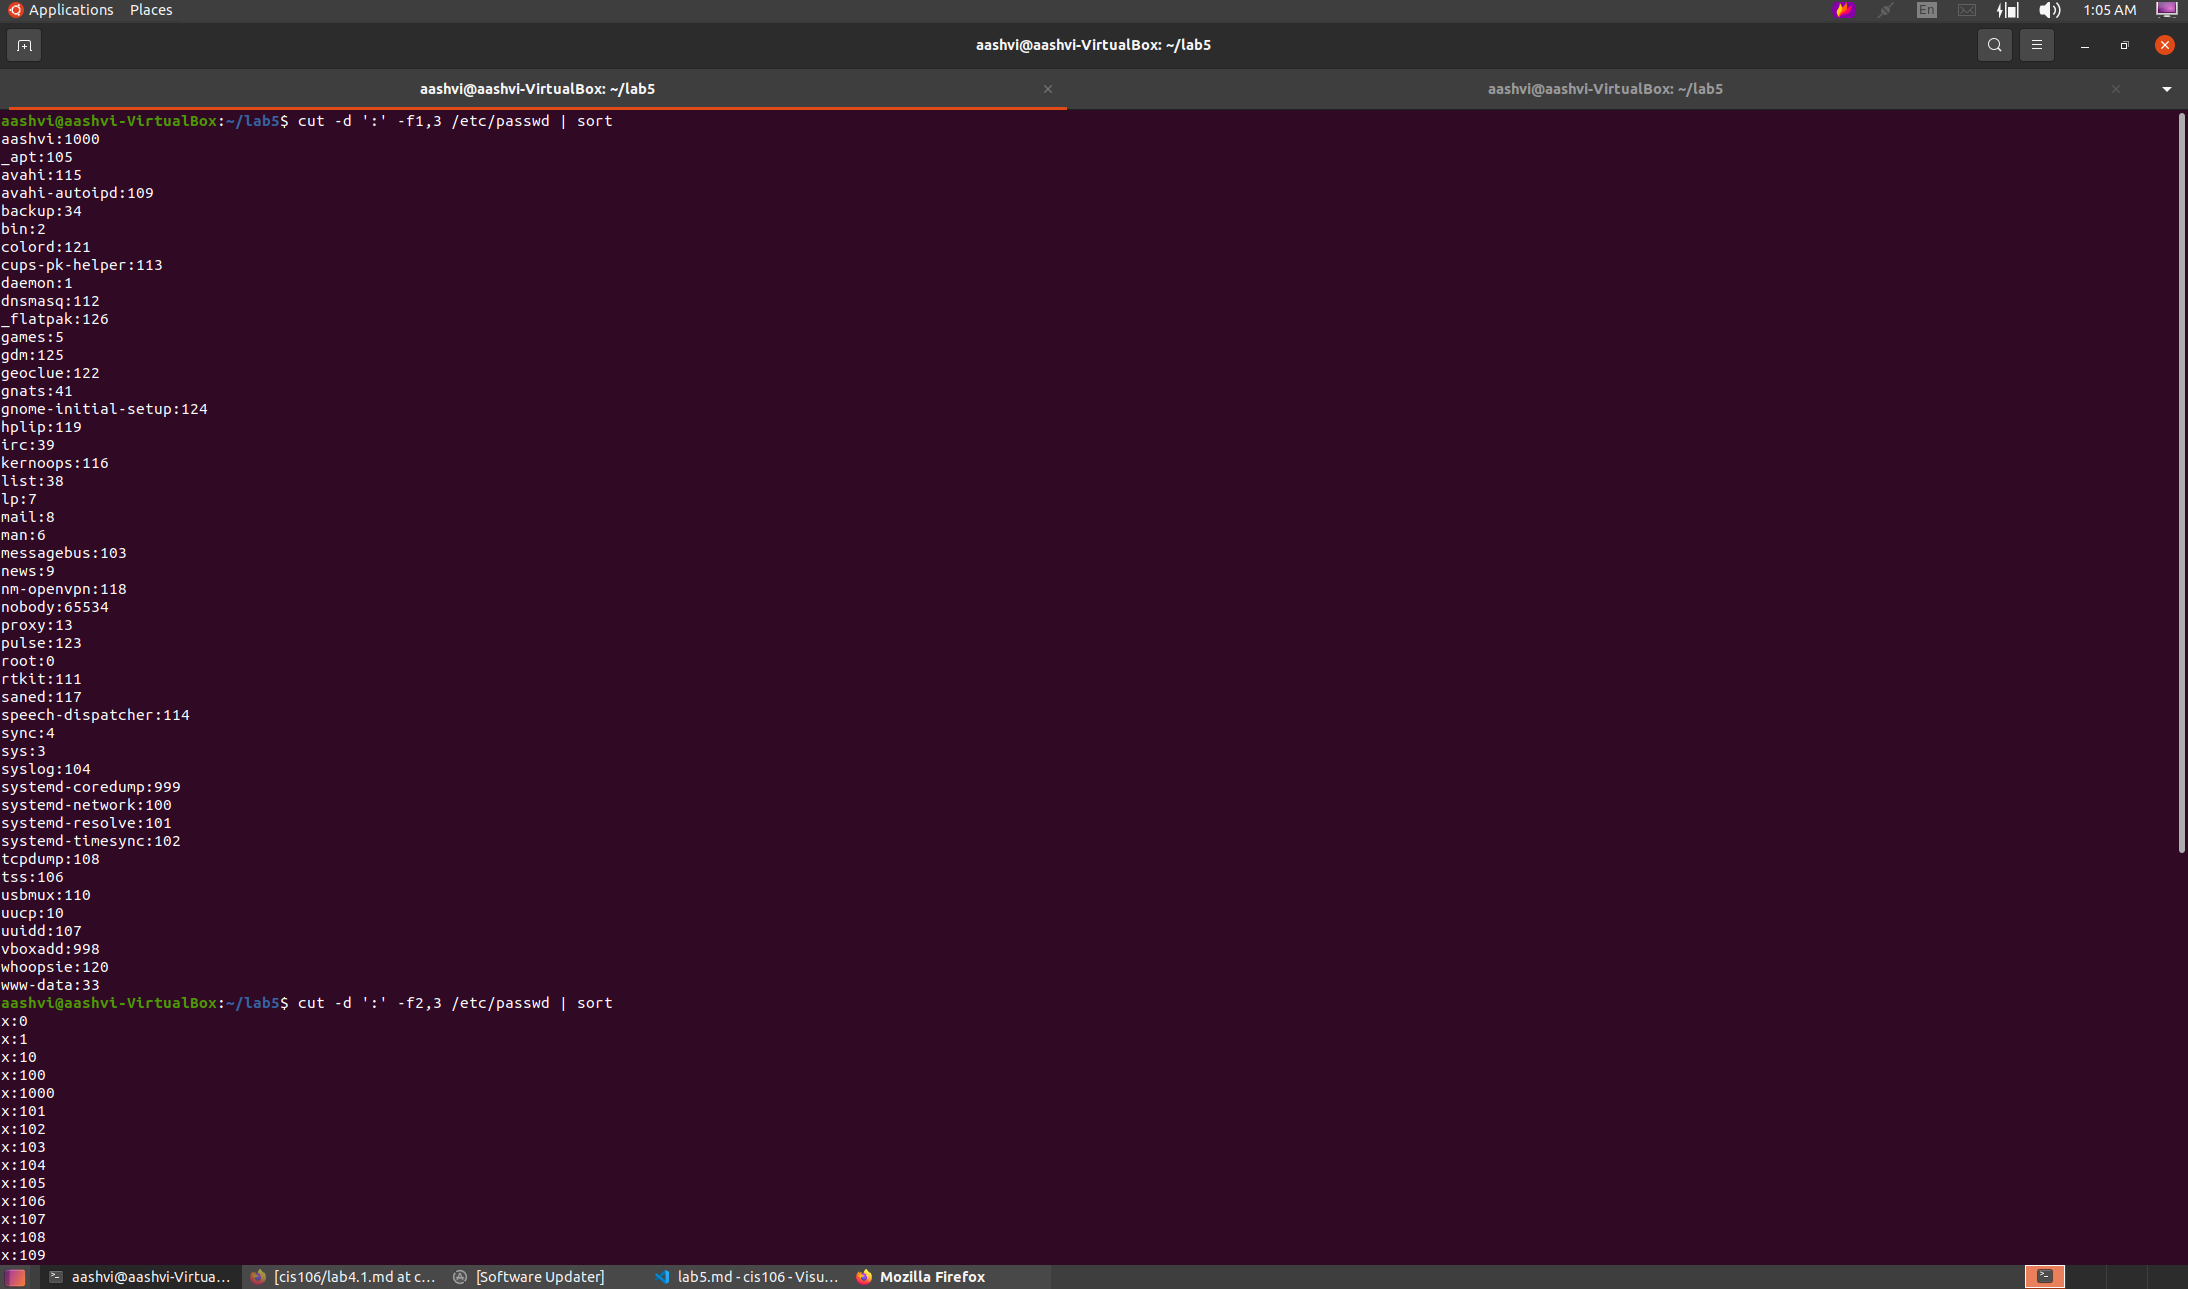 Applications Places En 1:05 AM
aashvi@aashvi-VirtualBox: ~/lab5
aashvi@aashvi-VirtualBox: ~/lab5 aashvi@aashvi-VirtualBox: ~/lab5
aashvi@aashvi-VirtualBox:~/lab5$ cut -d ':' -f1,3 /etc/passwd | sort
aashvi:1000
_apt:105
avahi:115
avahi-autoipd:109
backup:34
bin:2
colord:121
cups-pk-helper:113
daemon:1
dnsmasq:112
_flatpak:126
games:5
gdm:125
geoclue:122
gnats:41
gnome-initial-setup:124
hplip:119
irc:39
kernoops:116
list:38
lp:7
mail:8
man:6
messagebus:103
news:9
nm-openvpn:118
nobody:65534
proxy:13
pulse:123
root:0
rtkit:111
saned:117
speech-dispatcher:114
sync:4
sys:3
syslog:104
systemd-coredump:999
systemd-network:100
systemd-resolve:101
systemd-timesync:102
tcpdump:108
tss:106
usbmux:110
uucp:10
uuidd:107
vboxadd:998
whoopsie:120
www-data:33
aashvi@aashvi-VirtualBox:~/lab5$ cut -d ':' -f2,3 /etc/passwd | sort
x:0
x:1
x:10
x:100
x:1000
x:101
x:102
x:103
x:104
x:105
x:106
x:107
x:108
x:109
aashvi@aashvi-Virtua... [cis106/lab4.1.md at c... [Software Updater] lab5.md - cis106 - Visu... Mozilla Firefox